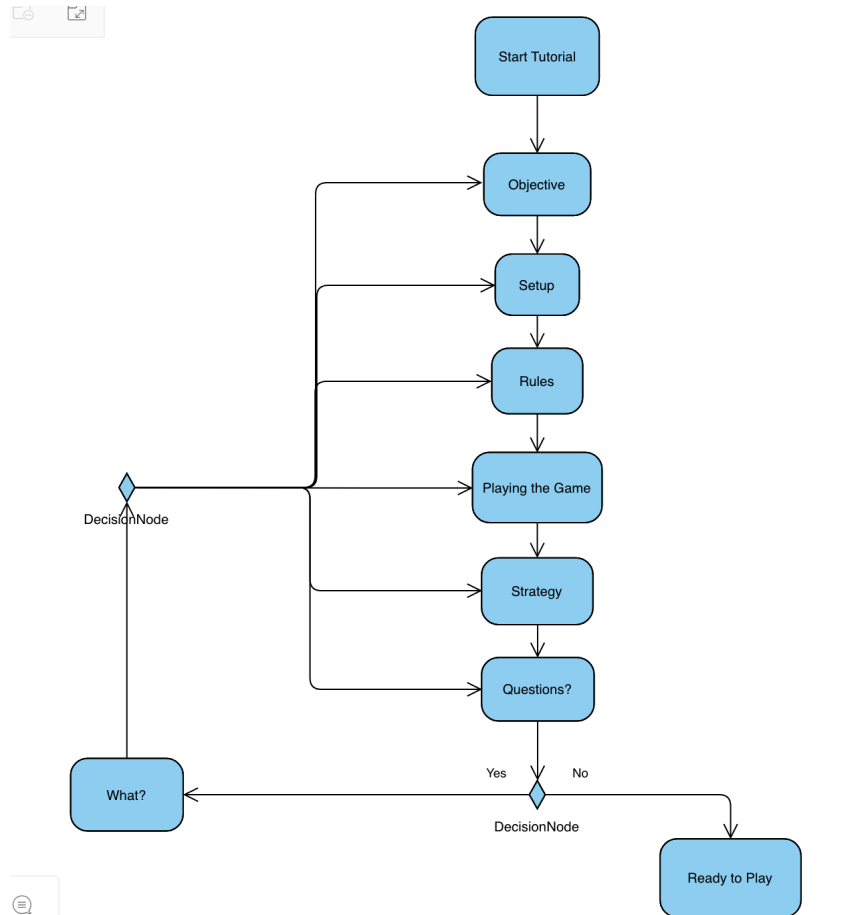 Start Tutorial
Objective
Setup
Rules
Playing the Game
DecisionNode
Strategy
Questions?
Yes
No
What?
DecisionNode
Ready to Play